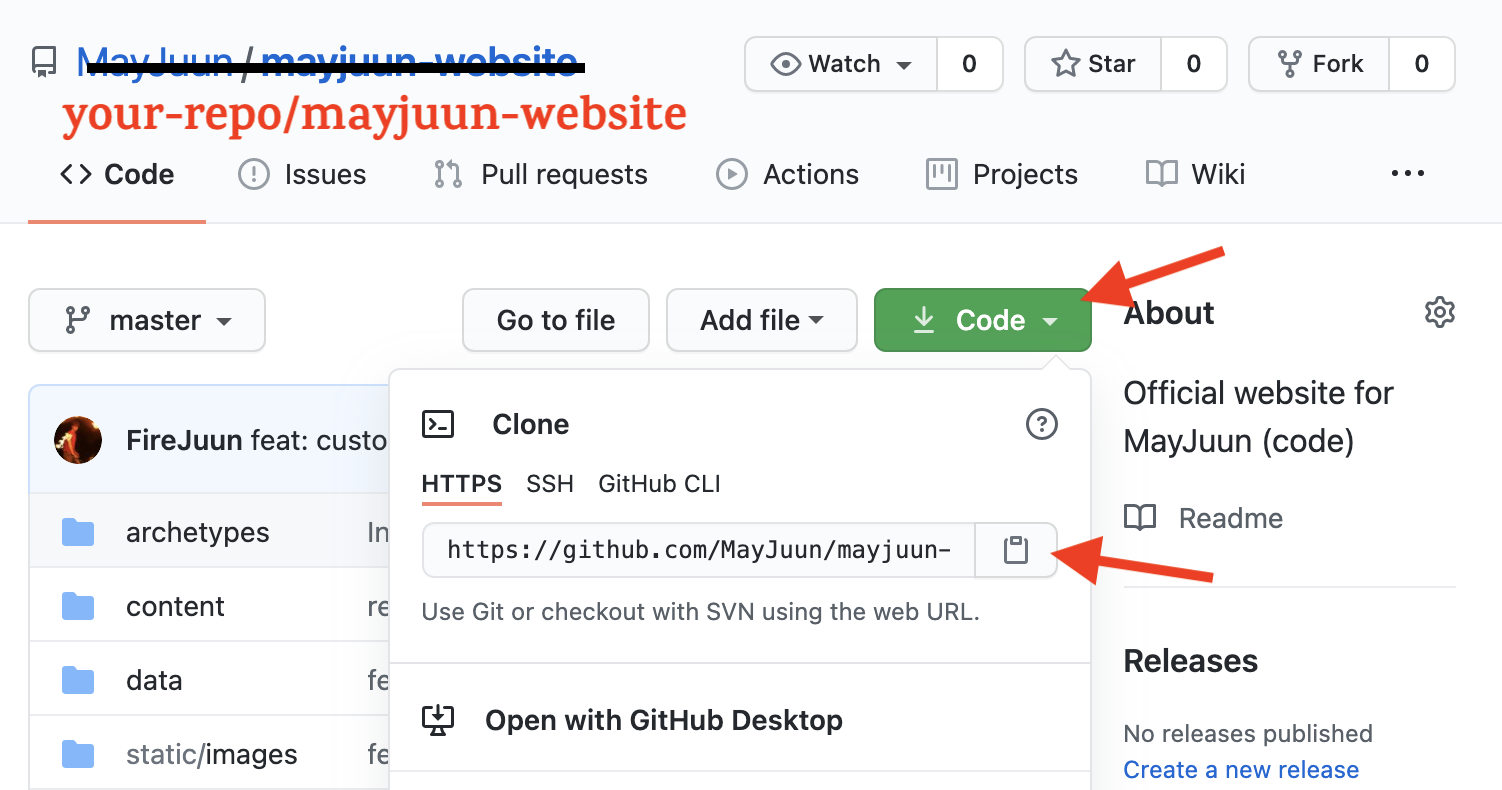 MayJuun / mayjuun-website
Watch 0 Star 0 Fork 0
your-repo/mayjuun-website
Code Issues Pull requests Actions Projects Wiki
master Go to file Add file Code
About
Official website for
MayJuun (code)
Readme
Releases
No releases published
Create a new release
Clone
HTTPS SSH GitHub CLI
https://github.com/MayJuun/mayjuun-
Use Git or checkout with SVN using the web URL.
Open with GitHub Desktop
FireJuun feat: custo
archetypes In
content re
data fe
static/images fe